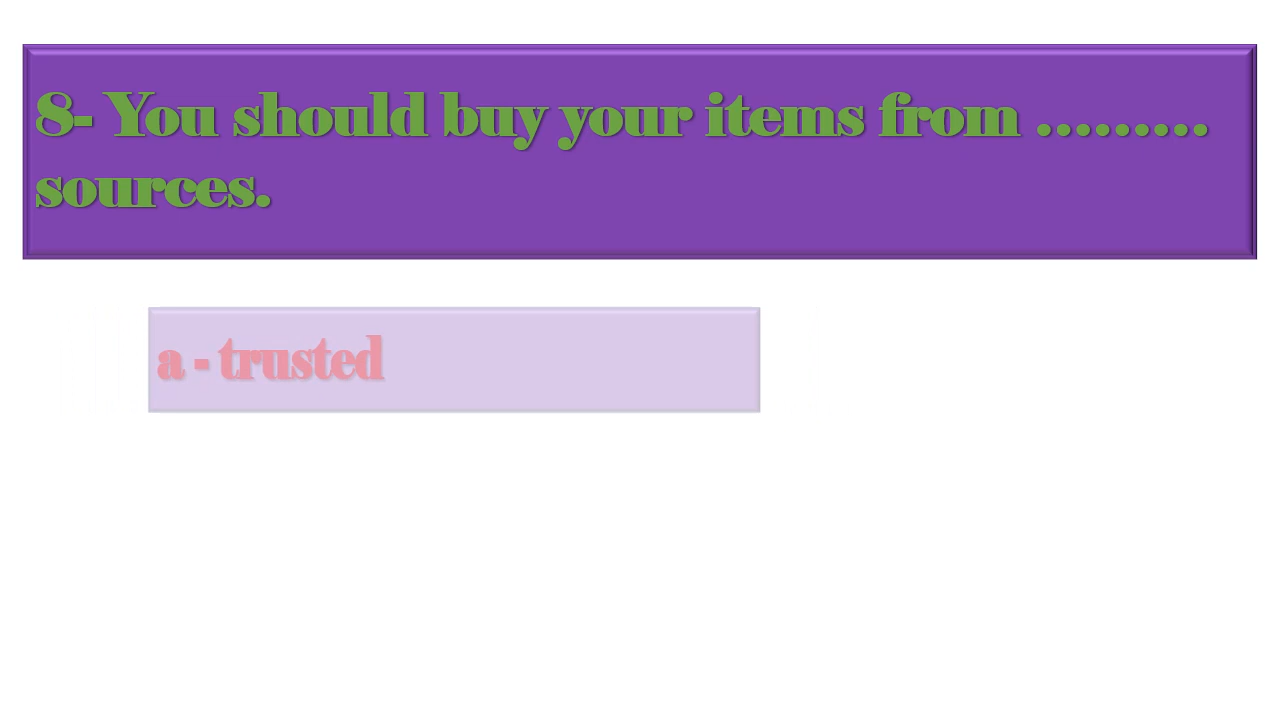 8- You should buy your items from .........
sources.
a - trusted